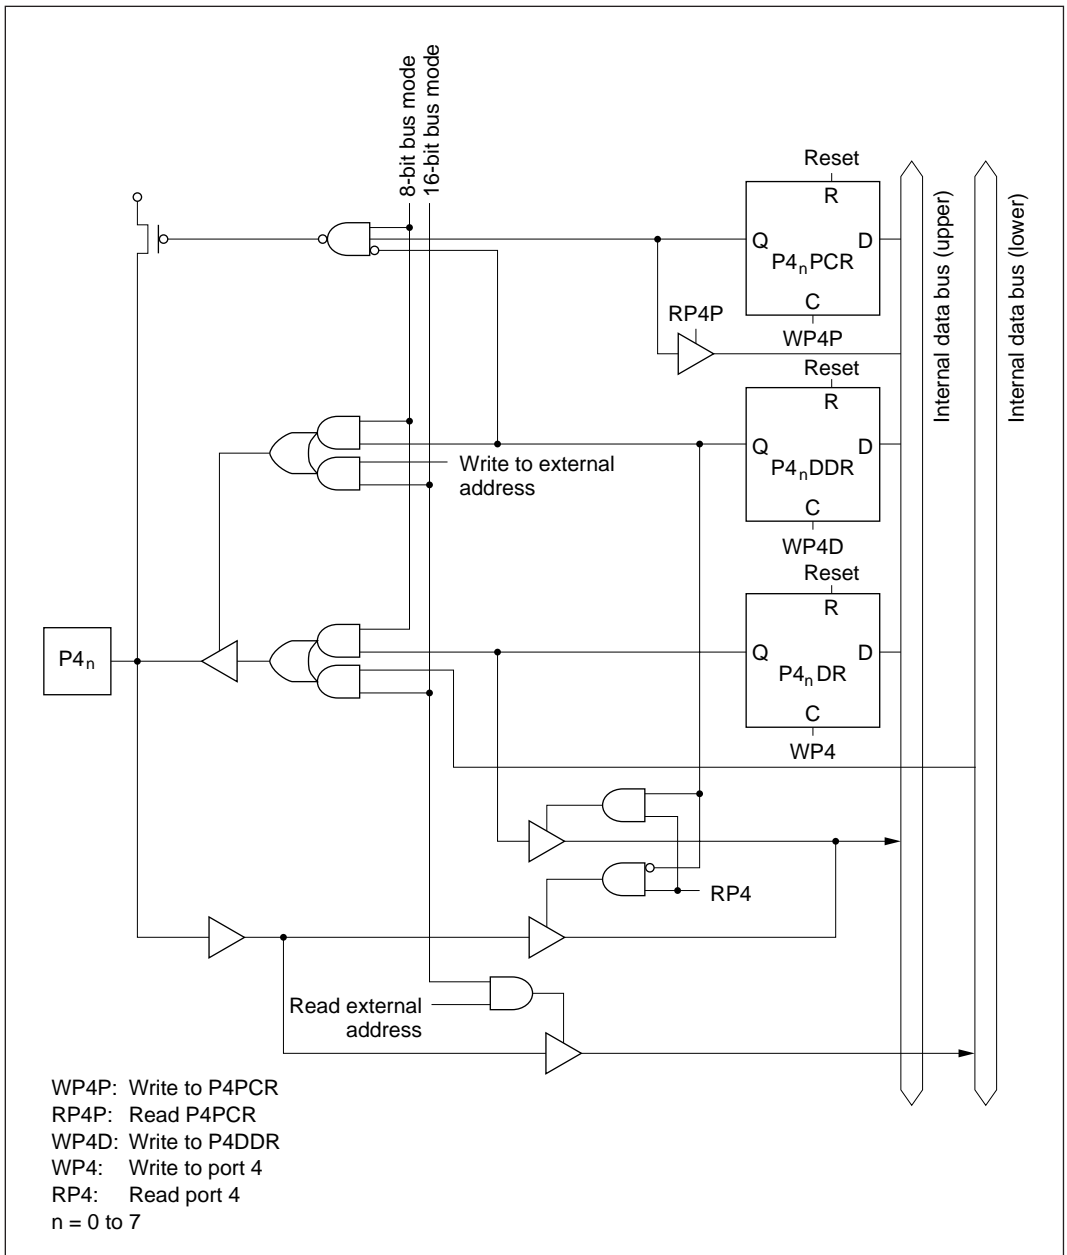 8-bit bus mode
16-bit bus mode
Reset
R
Q
D
P4nPCR
C
WP4P
RP4P
Internal data bus (upper)
Internal data bus (lower)
Reset
R
Q
D
P4nDDR
C
WP4D
Write to external
address
Reset
R
Q
D
P4nDR
C
WP4
P4n
RP4
Read external
address
WP4P: Write to P4PCR
RP4P: Read P4PCR
WP4D: Write to P4DDR
WP4: Write to port 4
RP4: Read port 4
n = 0 to 7